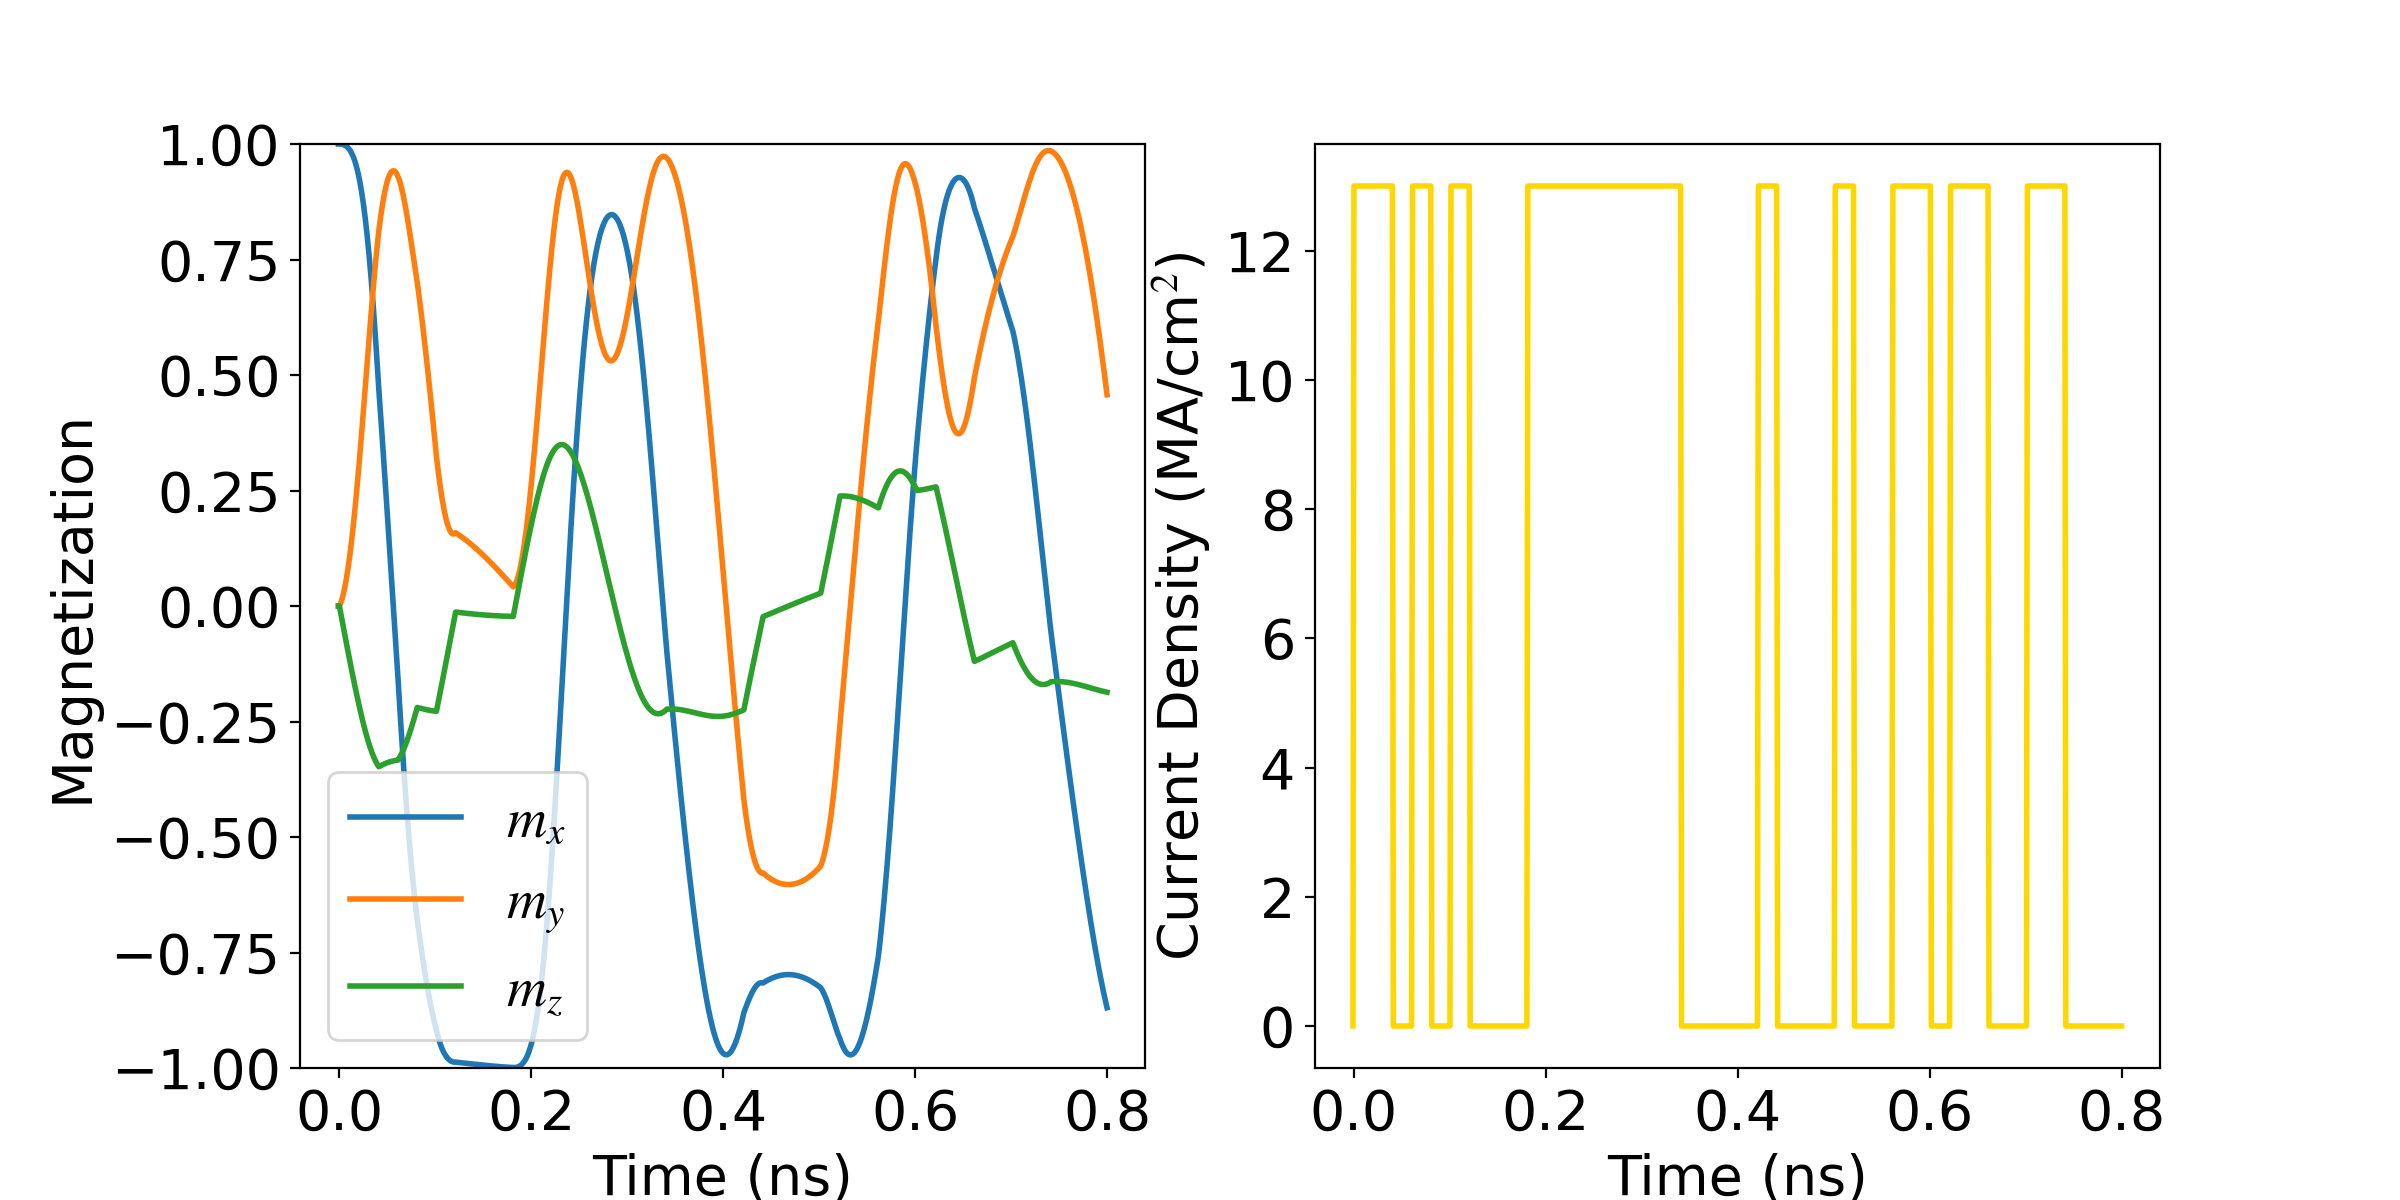 Magnetization
1.00
0.75
0.50
0.25
0.00
−0.25
−0.50
−0.75
−1.00
m_x
m_y
m_z
0.0 0.2 0.4 0.6 0.8
Time (ns)
Current Density (MA/cm²)
12
10
8
6
4
2
0
0.0 0.2 0.4 0.6 0.8
Time (ns)